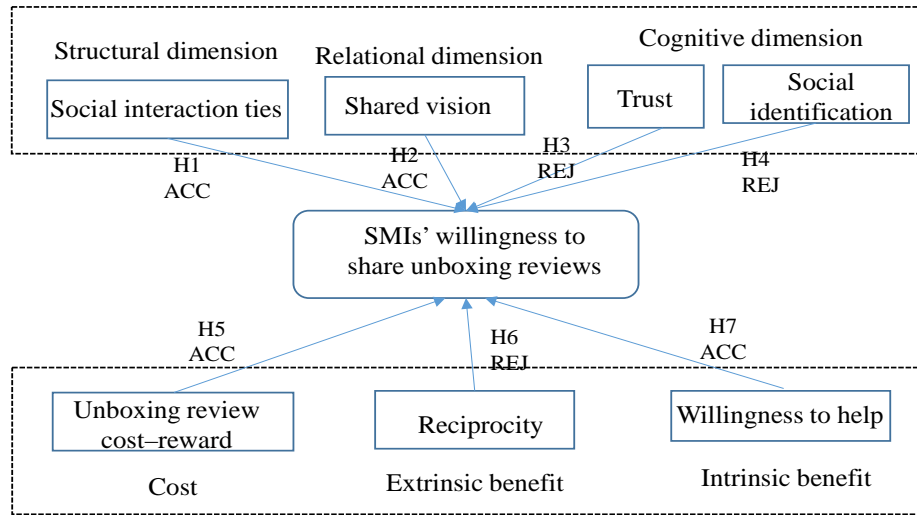 Structural dimension
Relational dimension
Cognitive dimension
Social interaction ties
Shared vision
Trust
Social
identification
H1
ACC
H2
ACC
H3
REJ
H4
REJ
SMIs’ willingness to
share unboxing reviews
H5
ACC
H6
REJ
H7
ACC
Unboxing review
cost–reward
Reciprocity
Willingness to help
Cost
Extrinsic benefit
Intrinsic benefit